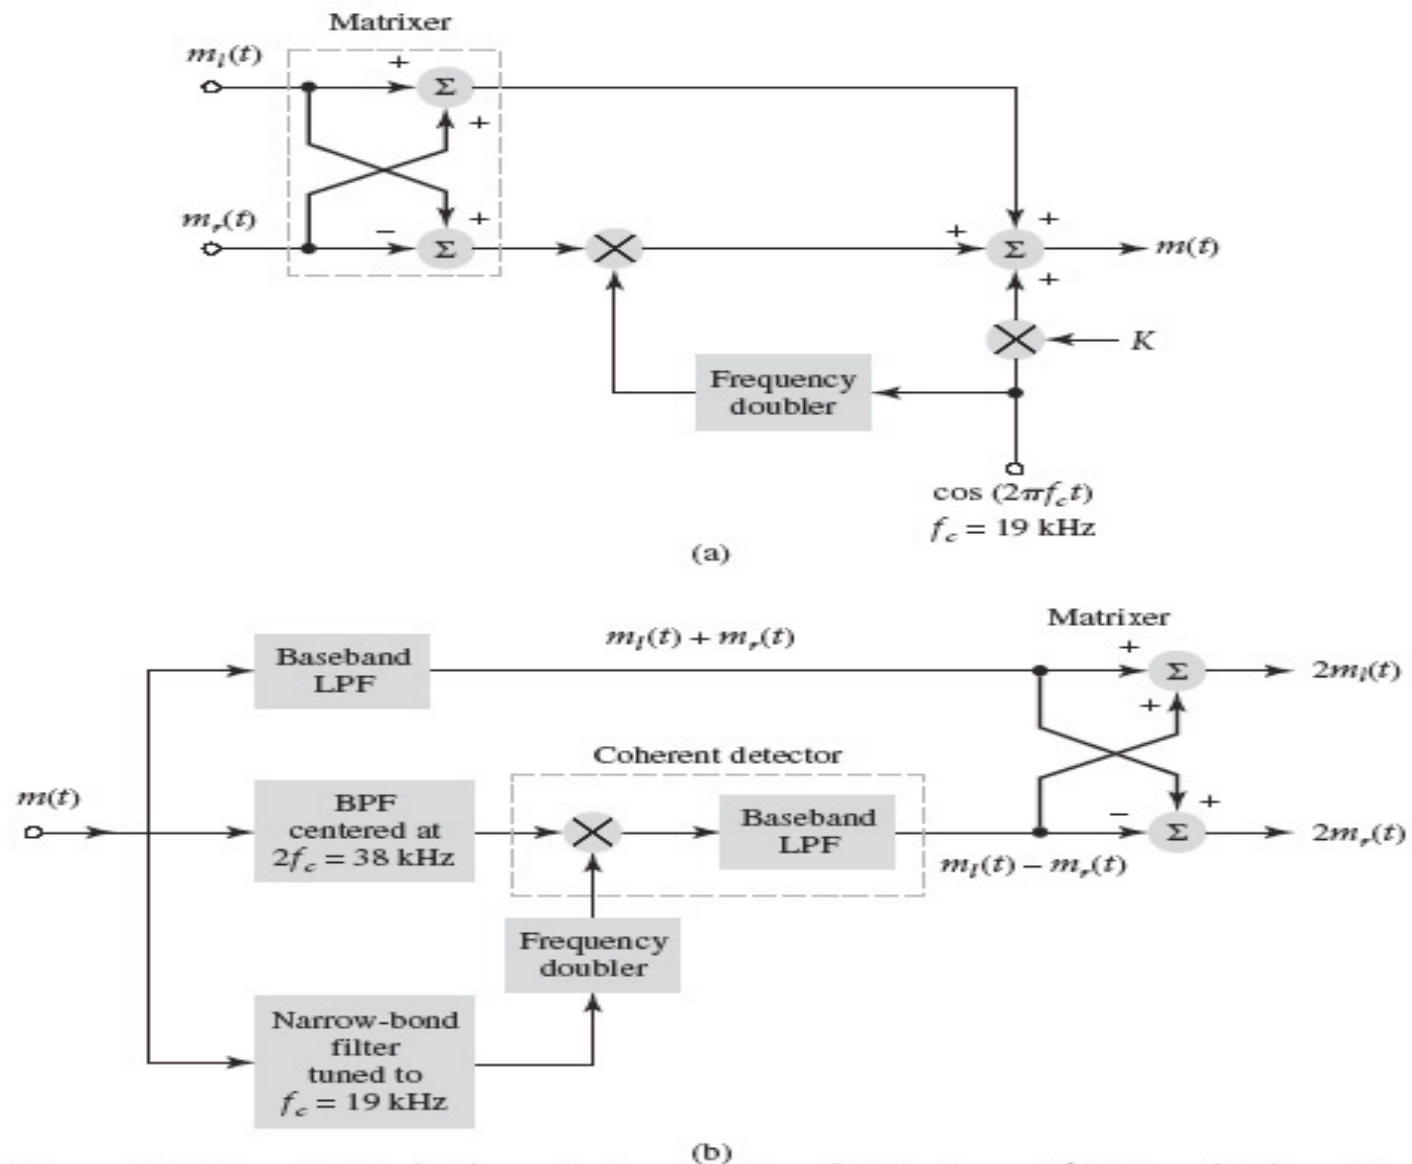 Matrixer
m_l(t)
+
Σ
+
m_r(t)
−
+
Σ
+
+
Σ
m(t)
+
K
Frequency
doubler
cos (2πf_c t)
f_c = 19 kHz
(a)
Matrixer
m_l(t) + m_r(t)
Baseband
LPF
+
Σ
2m_l(t)
+
Coherent detector
m(t)
BPF
centered at
2f_c = 38 kHz
Baseband
LPF
−
+
Σ
2m_r(t)
m_l(t) − m_r(t)
Frequency
doubler
Narrow-bond
filter
tuned to
f_c = 19 kHz
(b)